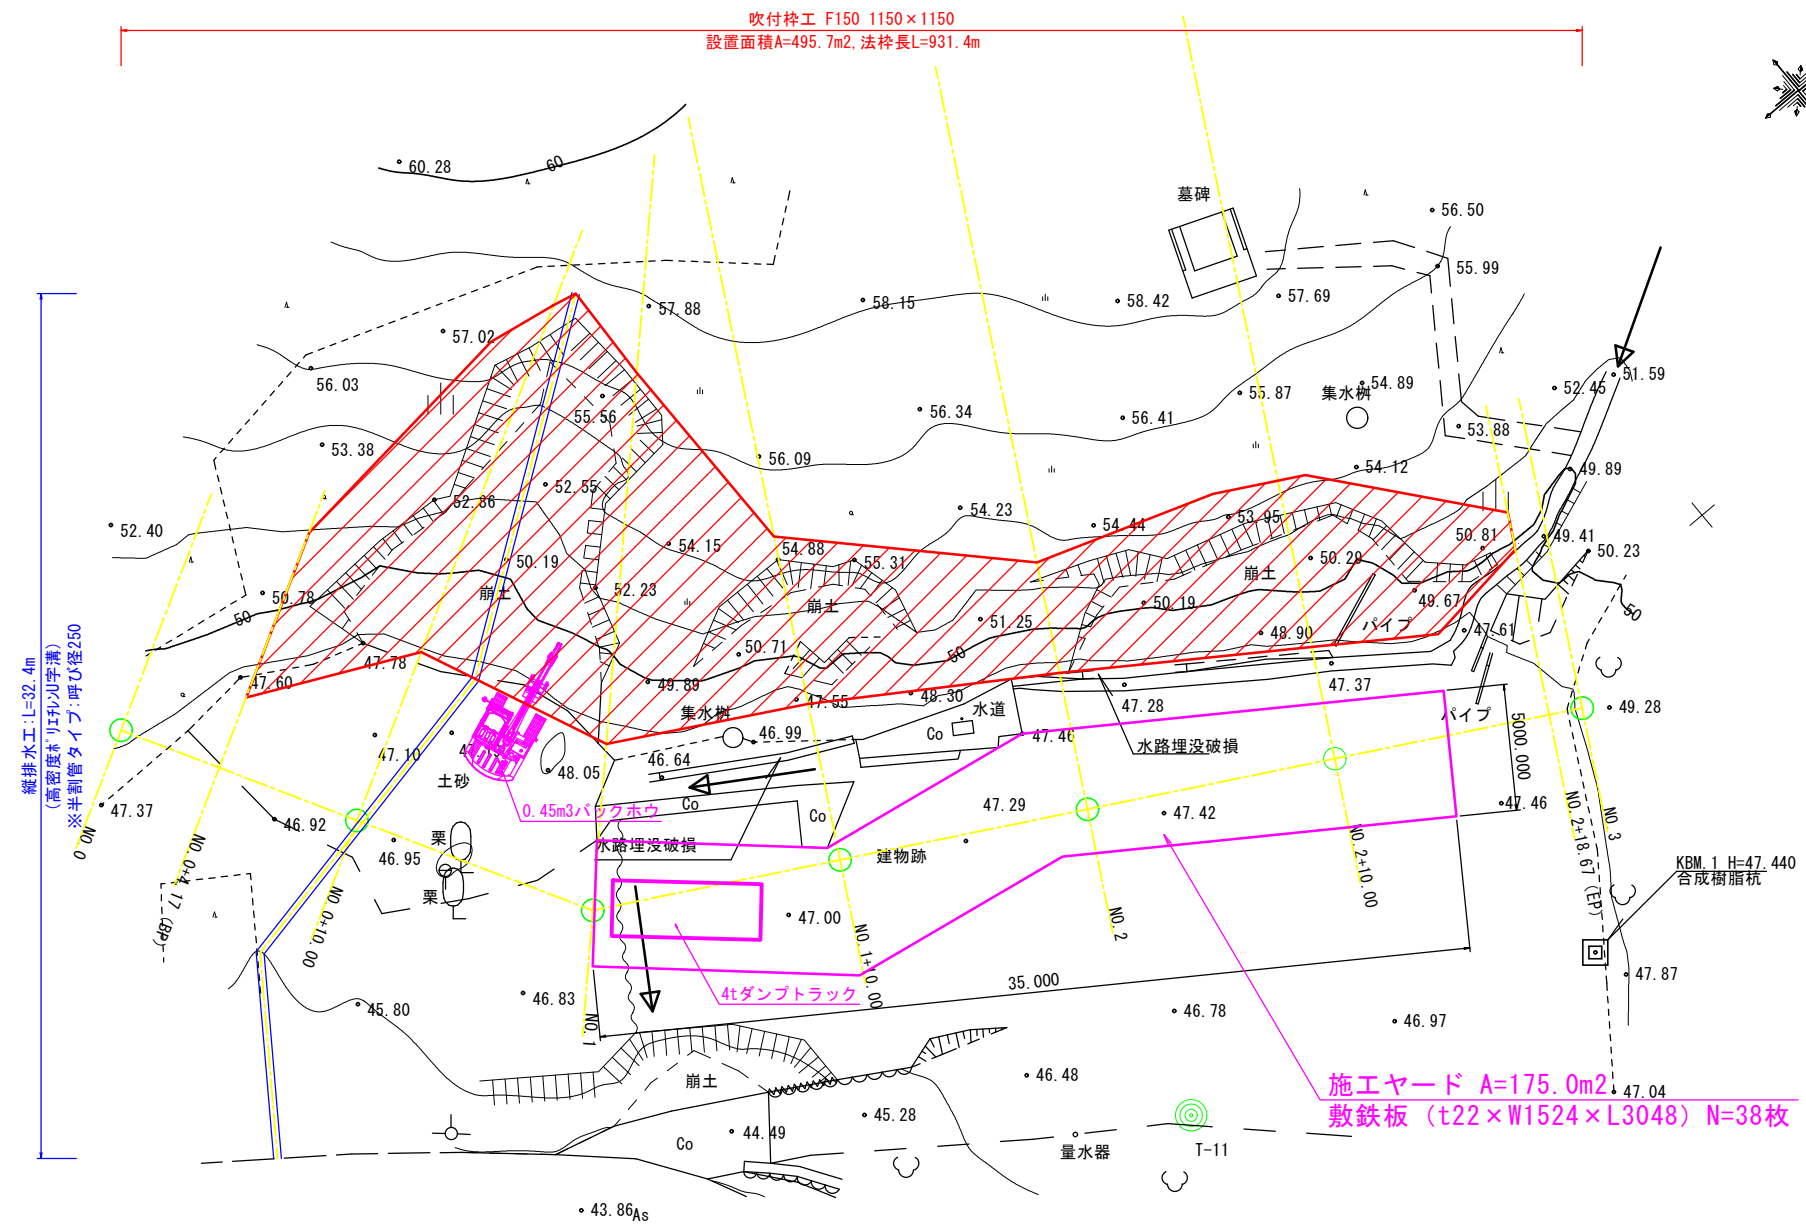 吹付枠工 F150 1150×1150
設置面積A=495.7m2,法枠長L=931.4m
縦排水工:L=32.4m
(高密度ﾎﾟﾘｴﾁﾚﾝU字溝)
※半割管タイプ:呼び径250
60.28
60
墓碑
56.50
55.99
57.88
58.15
58.42
57.69
57.02
56.03
51.59
52.45
54.89
集水桝
55.87
55.56
56.34
56.41
53.88
53.38
56.09
54.12
49.89
52.55
52.86
52.40
54.23
54.44
53.95
54.15
54.88
55.31
50.81
49.41
50.23
50.19
50.29
崩土
52.23
崩土
崩土
50.78
50
50.19
49.67
50
51.25
48.90
パイプ
47.61
50.71
50
47.78
47.60
49.89
47.55
48.30
47.28
47.37
パイプ
49.28
集水桝
46.99
水道
Co
47.46
水路埋没破損
5000.000
47.10
土砂
48.05
46.64
Co
Co
47.29
47.42
47.46
0.45m3バックホウ
47.37
46.92
46.95
栗
栗
水路埋没破損
建物跡
KBM.1 H=47.440
合成樹脂杭
NO.0
NO.0+4.17 (BP)
NO.0+10.00
NO.1
NO.1+10.00
NO.2
NO.2+10.00
NO.2+18.67 (EP)
NO.3
47.00
4tダンプトラック
35.000
47.87
46.83
45.80
46.78
46.97
46.48
47.04
施工ヤード A=175.0m2
敷鉄板 (t22×W1524×L3048) N=38枚
崩土
45.28
44.49
Co
量水器
T-11
43.86
As